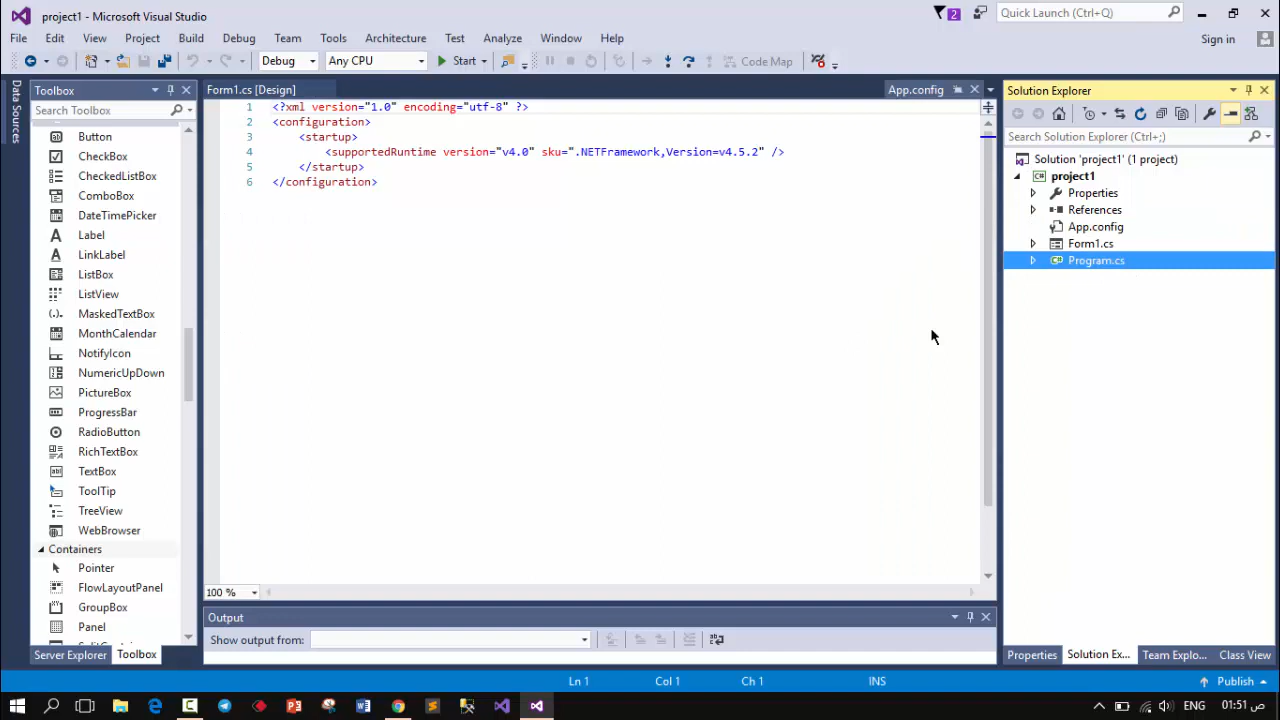 project1 - Microsoft Visual Studio
2
Quick Launch (Ctrl+Q)
File Edit View Project Build Debug Team Tools Architecture Test Analyze Window Help
Sign in
Debug Any CPU Start Code Map
Data Sources
Toolbox
Search Toolbox
Button
CheckBox
CheckedListBox
ComboBox
DateTimePicker
Label
LinkLabel
ListBox
ListView
MaskedTextBox
MonthCalendar
NotifyIcon
NumericUpDown
PictureBox
ProgressBar
RadioButton
RichTextBox
TextBox
ToolTip
TreeView
WebBrowser
Containers
Pointer
FlowLayoutPanel
GroupBox
Panel
Server Explorer Toolbox
Form1.cs [Design] App.config
1 <?xml version="1.0" encoding="utf-8" ?>
2 <configuration>
3 <startup>
4 <supportedRuntime version="v4.0" sku=".NETFramework,Version=v4.5.2" />
5 </startup>
6 </configuration>
100 %
Output
Show output from:
Solution Explorer
Search Solution Explorer (Ctrl+;)
Solution 'project1' (1 project)
project1
Properties
References
App.config
Form1.cs
Program.cs
Properties Solution Ex... Team Explo... Class View
Ln 1 Col 1 Ch 1 INS Publish
ENG 01:51 ص